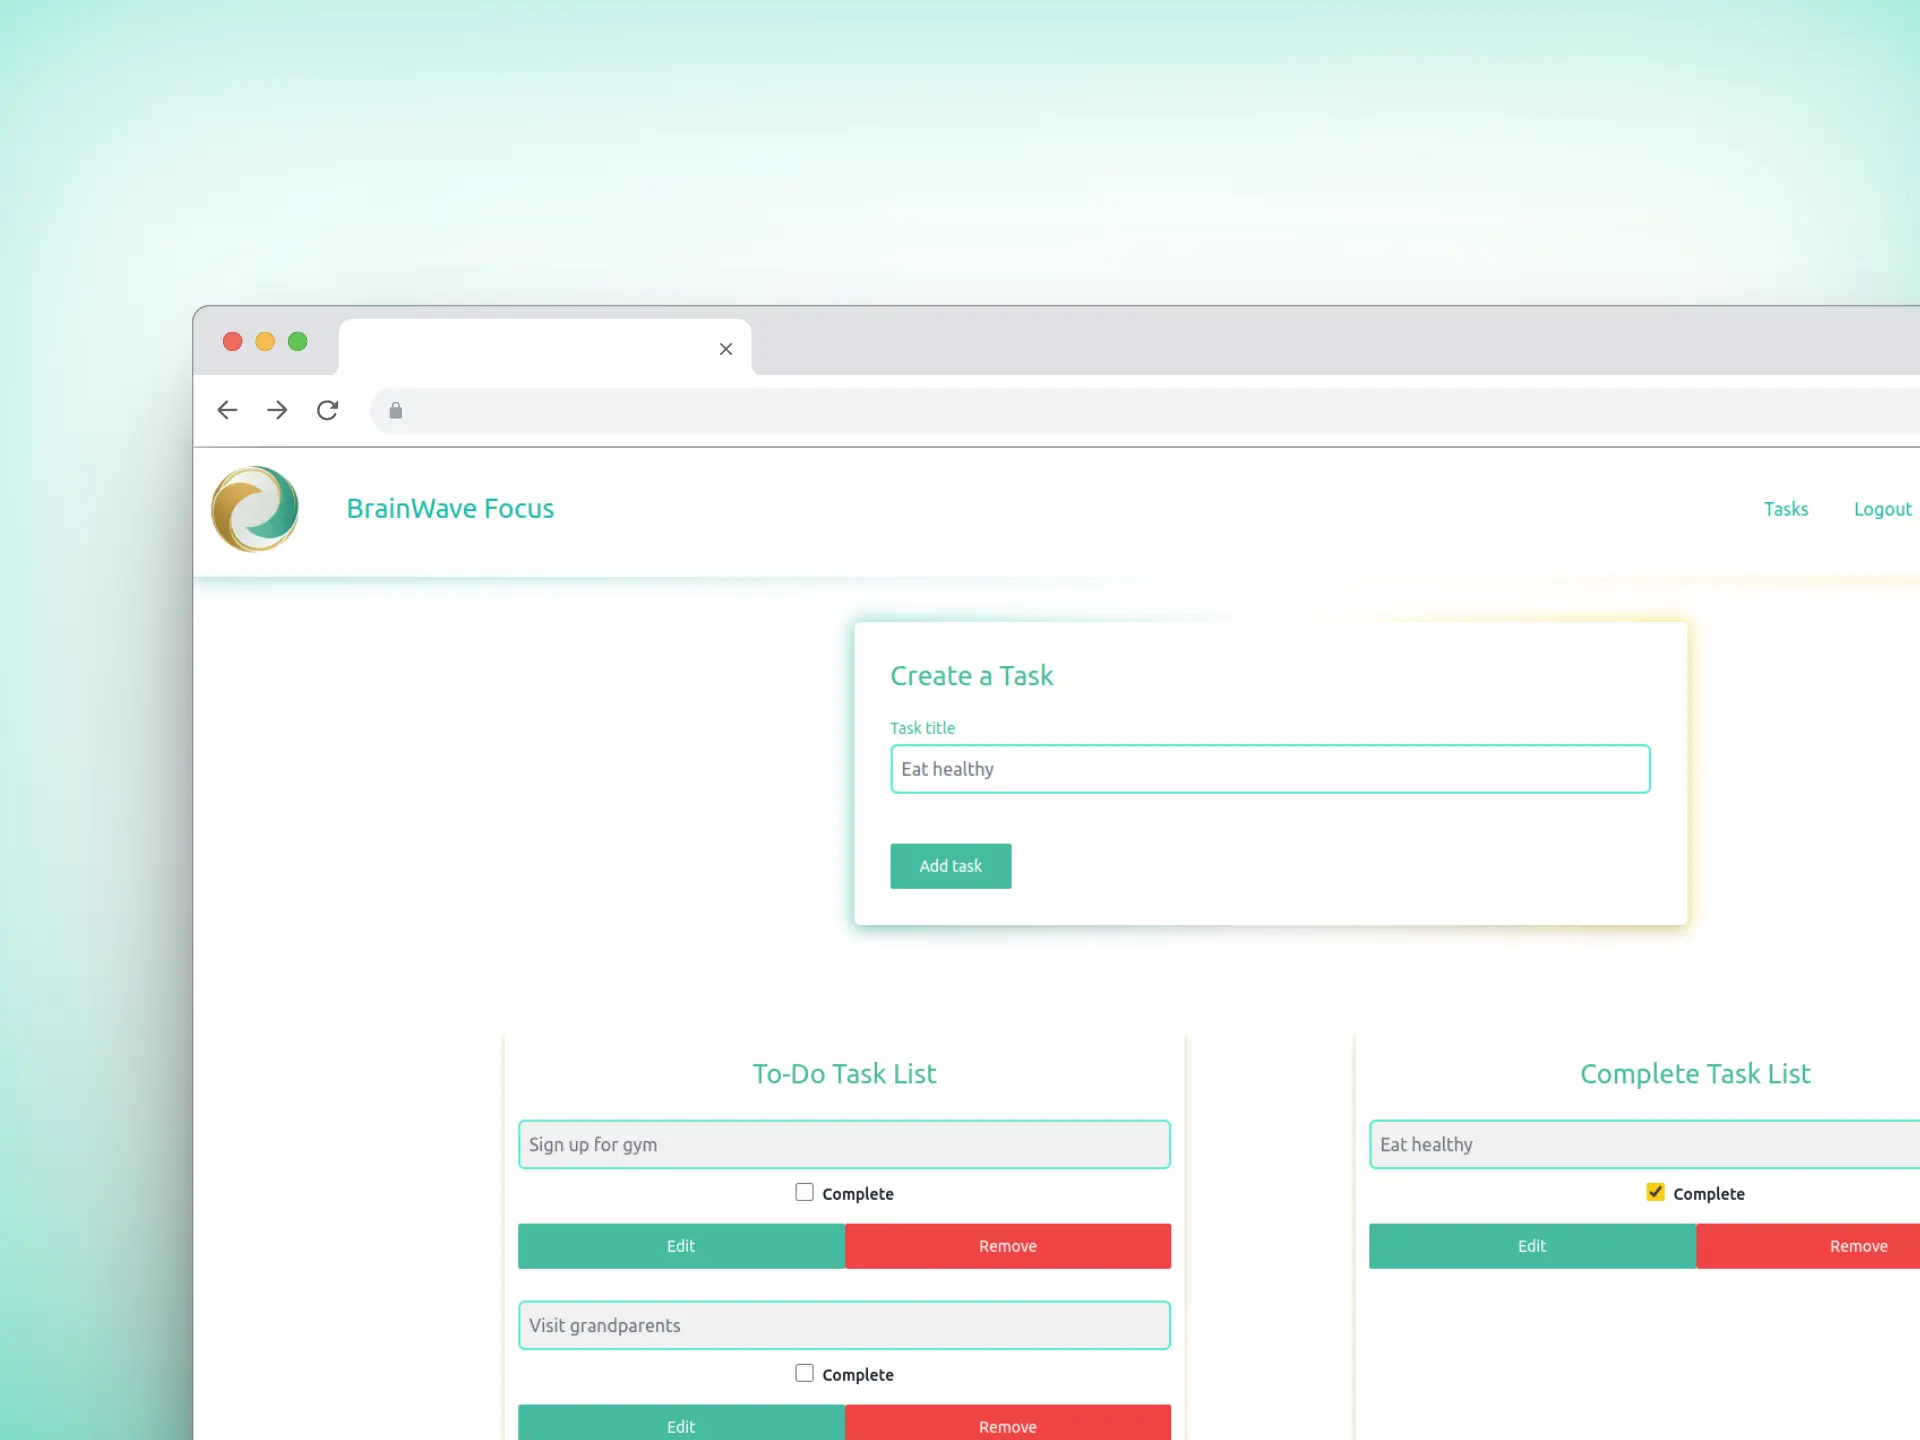 BrainWave Focus
Tasks
Logout
Create a Task
Task title
Eat healthy
Add task
To-Do Task List
Sign up for gym
Complete
Edit
Remove
Visit grandparents
Complete
Edit
Remove
Complete Task List
Eat healthy
Complete
Edit
Remove